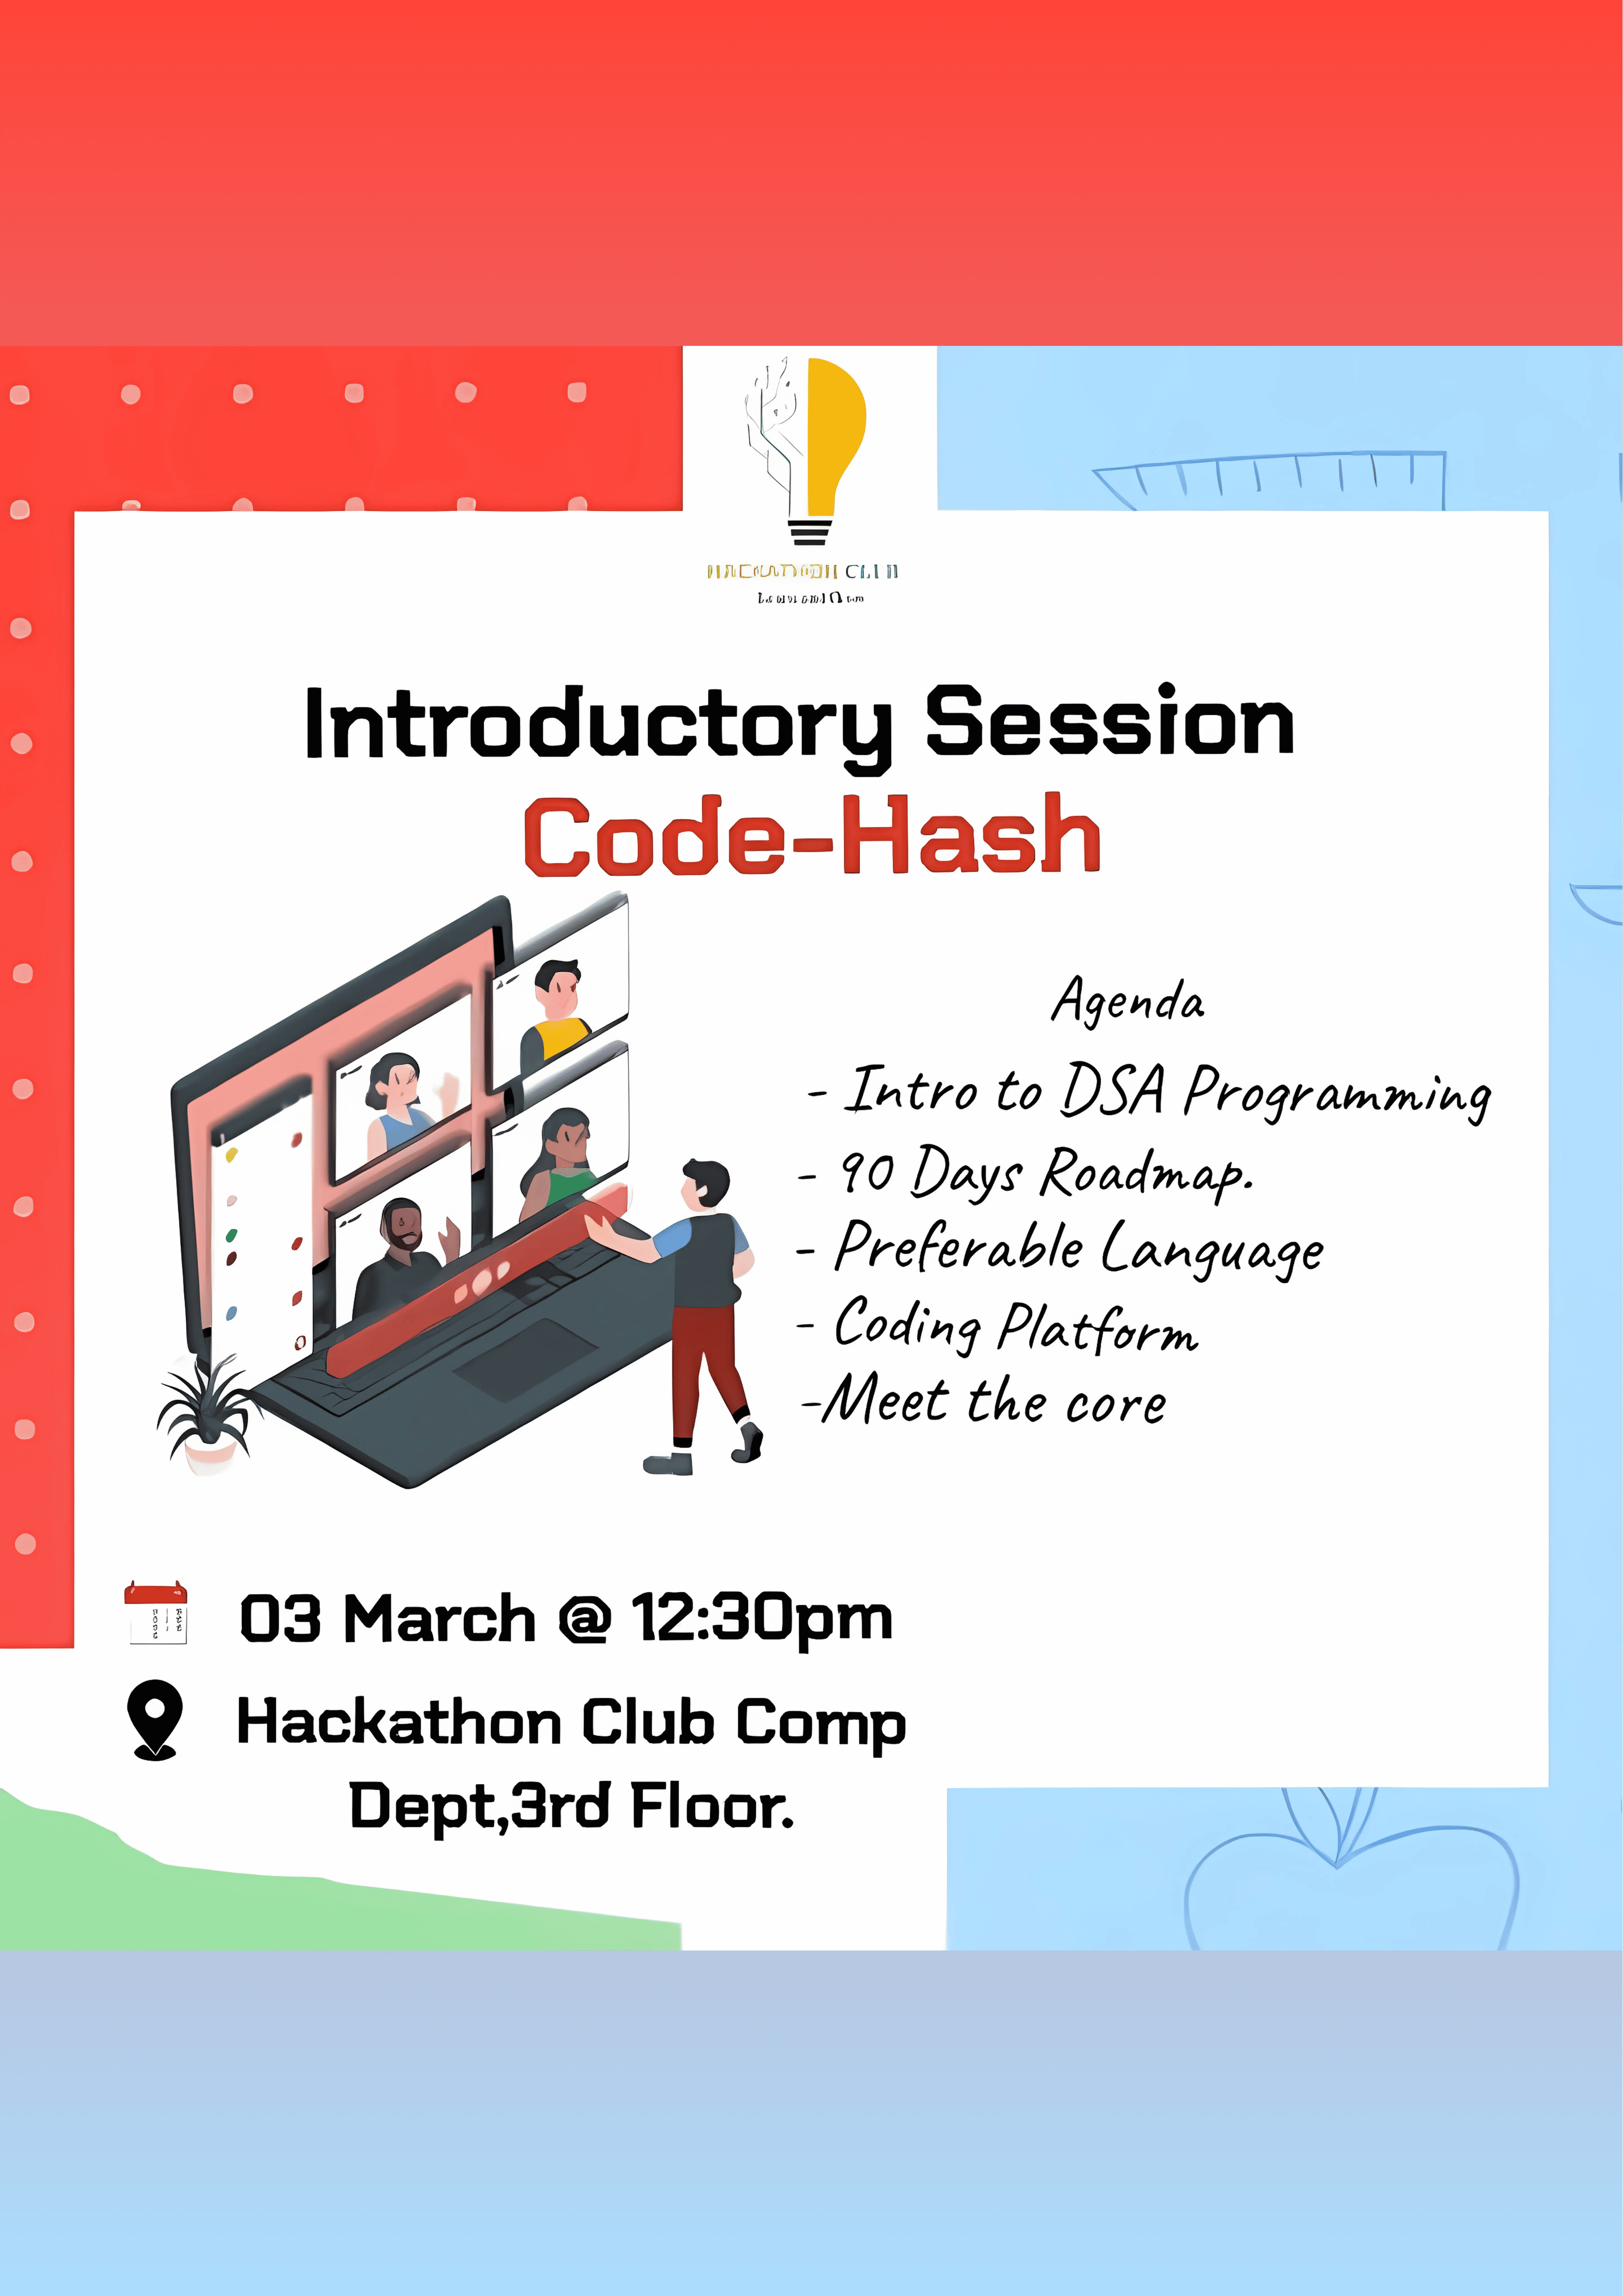 Introductory Session
Code-Hash
Agenda
- Intro to DSA Programming
- 90 Days Roadmap.
- Preferable Language
- Coding Platform
-Meet the core
03 March @ 12:30pm
Hackathon Club Comp
Dept,3rd Floor.